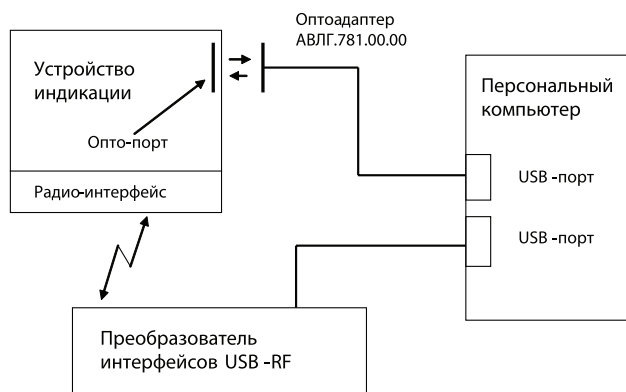 Оптоадаптер
АВЛГ.781.00.00
Устройство
индикации
Опто-порт
Радио-интерфейс
Персональный
компьютер
USB -порт
USB -порт
Преобразователь
интерфейсов USB -RF